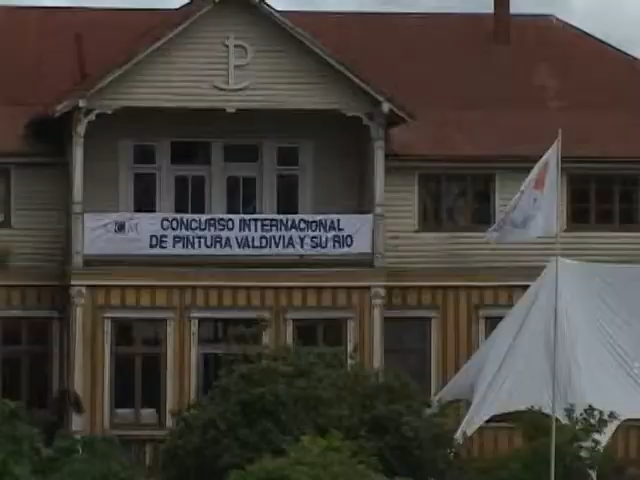 CONCURSO INTERNACIONAL
DE PINTURA VALDIVIA Y SU RIO